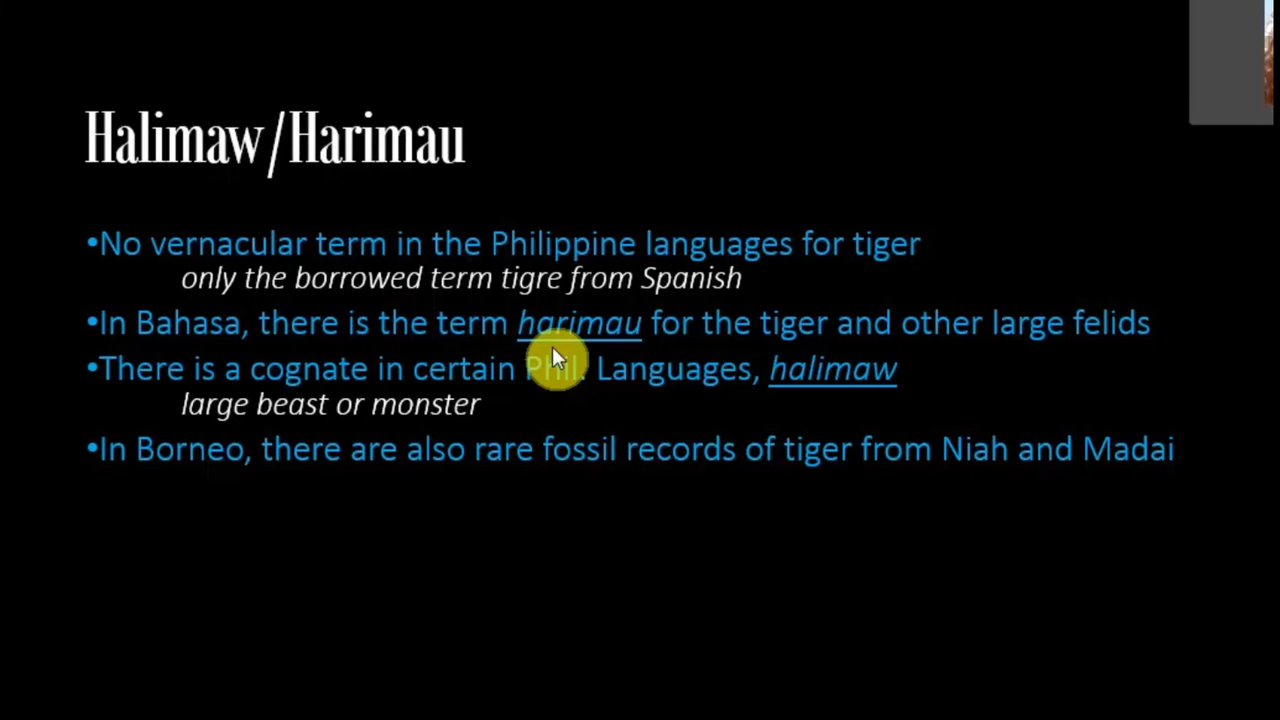 Halimaw/Harimau
•No vernacular term in the Philippine languages for tiger
only the borrowed term tigre from Spanish
•In Bahasa, there is the term harimau for the tiger and other large felids
•There is a cognate in certain Phil. Languages, halimaw
large beast or monster
•In Borneo, there are also rare fossil records of tiger from Niah and Madai